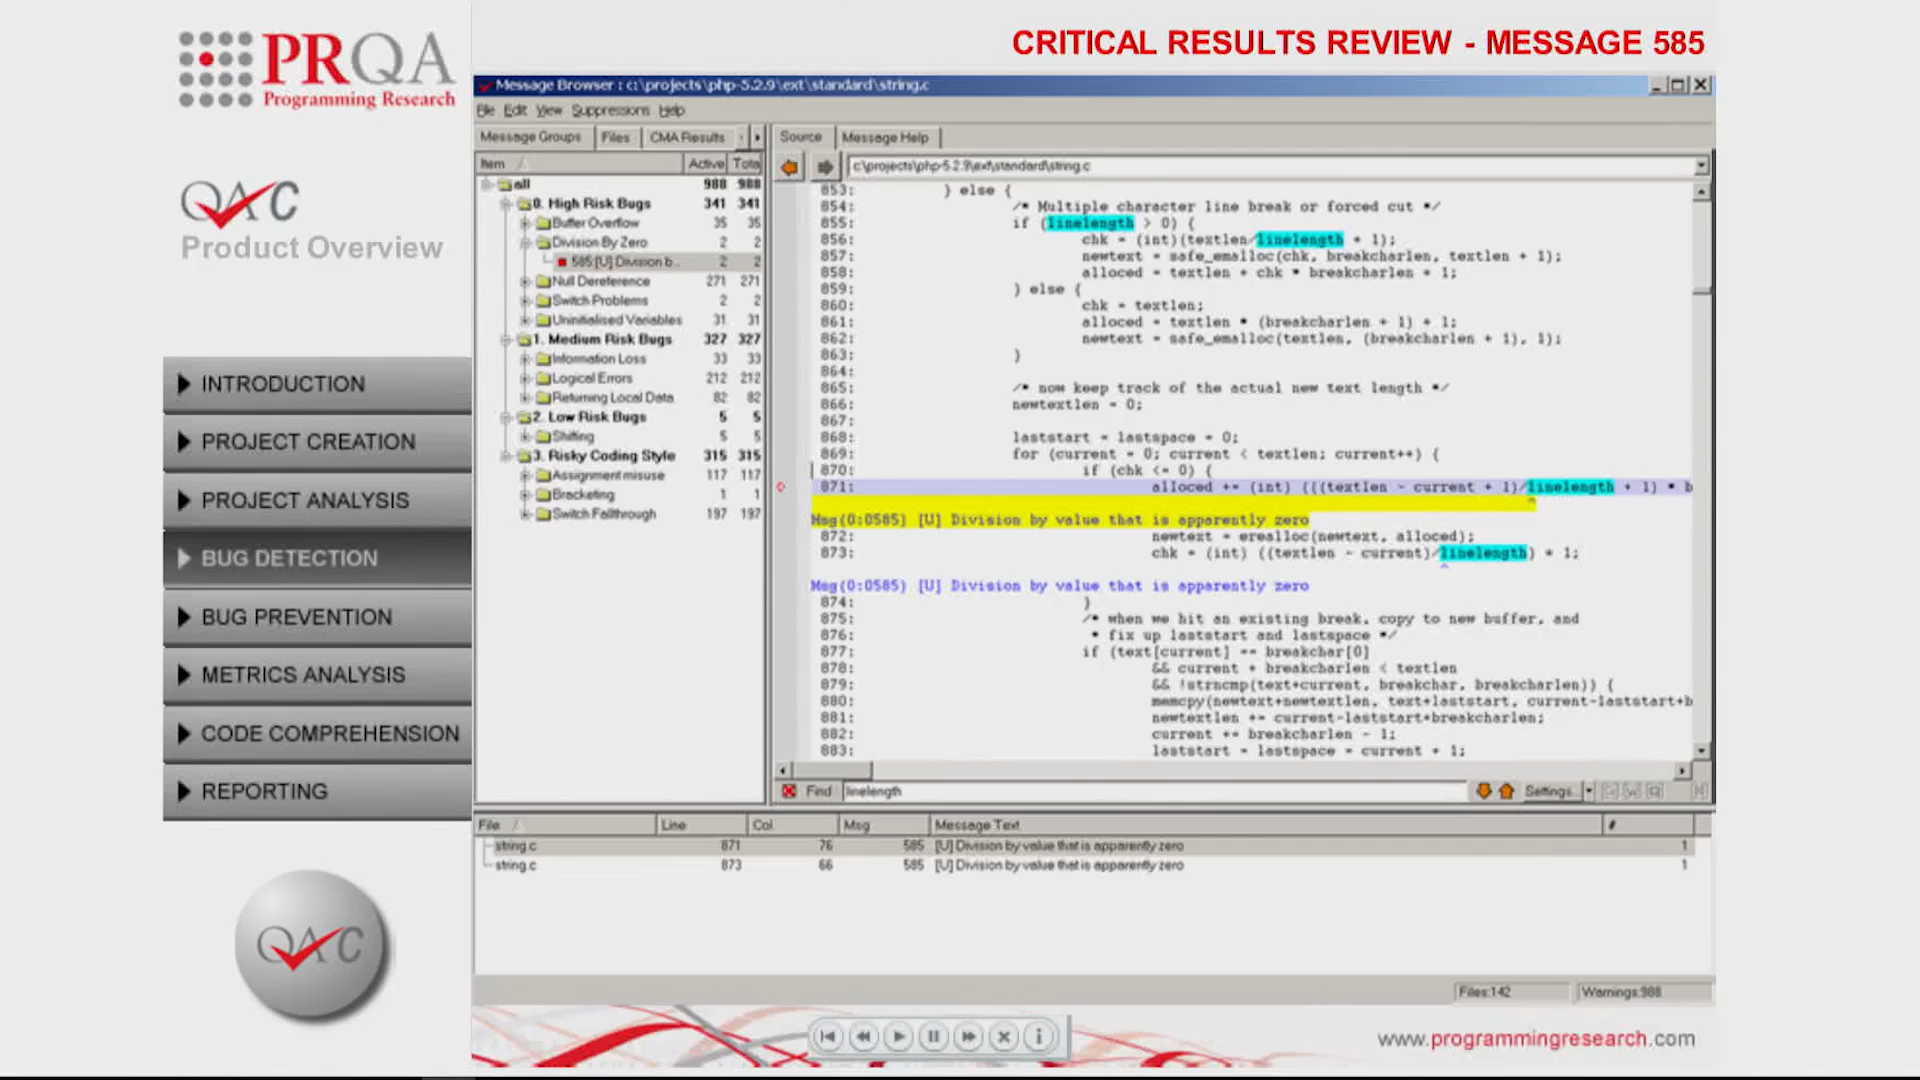 PRQA
Programming Research
CRITICAL RESULTS REVIEW - MESSAGE 585
QAC
Product Overview
INTRODUCTION
PROJECT CREATION
PROJECT ANALYSIS
BUG DETECTION
BUG PREVENTION
METRICS ANALYSIS
CODE COMPREHENSION
REPORTING
QAC
Message Browser : c:\projects\php-5.2.9\ext\standard\string.c
File Edit View Suppressions Help
Message Groups Files CMA Results
Item Active Tota
all 988 988
0. High Risk Bugs 341 341
Buffer Overflow 35 35
Division By Zero 2 2
585:[U] Division b... 2 2
Null Dereference 271 271
Switch Problems 2 2
Uninitialised Variables 31 31
1. Medium Risk Bugs 327 327
Information Loss 33 33
Logical Errors 212 212
Returning Local Data 82 82
2. Low Risk Bugs 5 5
Shifting 5 5
3. Risky Coding Style 315 315
Assignment misuse 117 117
Bracketing 1 1
Switch Fallthrough 197 197
Source Message Help
c:\projects\php-5.2.9\ext\standard\string.c
853: } else {
854: /* Multiple character line break or forced cut */
855: if (linelength > 0) {
856: chk = (int)(textlen/linelength + 1);
857: newtext = safe_emalloc(chk, breakcharlen, textlen + 1);
858: alloced = textlen + chk * breakcharlen + 1;
859: } else {
860: chk = textlen;
861: alloced = textlen * (breakcharlen + 1) + 1;
862: newtext = safe_emalloc(textlen, (breakcharlen + 1), 1);
863: }
864:
865: /* now keep track of the actual new text length */
866: newtextlen = 0;
867:
868: laststart = lastspace = 0;
869: for (current = 0; current < textlen; current++) {
870: if (chk <= 0) {
871: alloced += (int) (((textlen - current + 1)/linelength + 1) * b
^
Msg(0:0585) [U] Division by value that is apparently zero
872: newtext = erealloc(newtext, alloced);
873: chk = (int) ((textlen - current)/linelength) + 1;
^
Msg(0:0585) [U] Division by value that is apparently zero
874: }
875: /* when we hit an existing break, copy to new buffer, and
876: * fix up laststart and lastspace */
877: if (text[current] == breakchar[0]
878: && current + breakcharlen < textlen
879: && !strncmp(text+current, breakchar, breakcharlen)) {
880: memcpy(newtext+newtextlen, text+laststart, current-laststart+b
881: newtextlen += current-laststart+breakcharlen;
882: current += breakcharlen - 1;
883: laststart = lastspace = current + 1;
Find linelength Settings...
File Line Col Msg Message Text #
string.c 871 76 585 [U] Division by value that is apparently zero 1
string.c 873 66 585 [U] Division by value that is apparently zero 1
Files:142 Warnings:988
www.programmingresearch.com